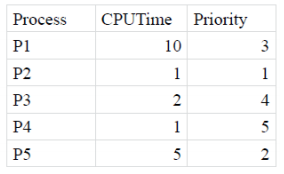 Process CPUTime Priority
P1 10 3
P2 1 1
P3 2 4
P4 1 5
P5 5 2